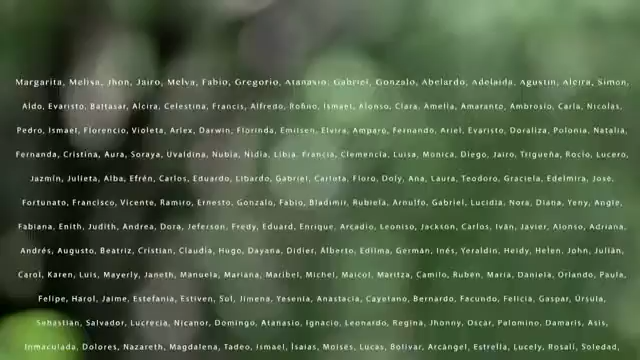 Margarita, Melisa, Jhon, Jairo, Melva, Fabio, Gregorio, Atanasio, Gabriel, Gonzalo, Abelardo, Adelaida, Agustín, Alcira, Simón,
Aldo, Evaristo, Baltasar, Alcira, Celestina, Francis, Alfredo, Rofino, Ismael, Alonso, Clara, Amelia, Amaranto, Ambrosio, Carla, Nicolas,
Pedro, Ismael, Florencio, Violeta, Arlex, Darwin, Florinda, Emilsen, Elvira, Amparo, Fernando, Ariel, Evaristo, Doraliza, Polonia, Natalia,
Fernanda, Cristina, Aura, Soraya, Uvaldina, Nubia, Nidia, Libia, Francia, Clemencia, Luisa, Monica, Diego, Jairo, Trigueña, Rocío, Lucero,
Jazmín, Julieta, Alba, Efrén, Carlos, Eduardo, Libardo, Gabriel, Carlota, Floro, Doly, Ana, Laura, Teodoro, Graciela, Edelmira, José,
Fortunato, Francisco, Vicente, Ramiro, Ernesto, Gonzalo, Fabio, Bladimir, Rubiela, Arnulfo, Gabriel, Lucidia, Nora, Diana, Yeny, Angie,
Fabiana, Enith, Judith, Andrea, Dora, Jeferson, Fredy, Eduard, Enrique, Arcadio, Leoniso, Jackson, Carlos, Iván, Javier, Alonso, Adriana,
Andrés, Augusto, Beatriz, Cristian, Claudia, Hugo, Dayana, Didier, Alberto, Edilma, Germán, Inés, Yeraldin, Heidy, Helen, John, Julián,
Carol, Karen, Luis, Mayerly, Janeth, Manuela, Mariana, Maribel, Michel, Maicol, Maritza, Camilo, Rubén, María, Daniela, Orlando, Paula,
Felipe, Harol, Jaime, Estefanía, Estiven, Sol, Jimena, Yesenia, Anastacia, Cayetano, Bernardo, Facundo, Felicia, Gaspar, Úrsula,
Sebastián, Salvador, Lucrecia, Nicanor, Domingo, Atanasio, Ignacio, Leonardo, Regina, Jhonny, Oscar, Palomino, Damaris, Asis,
Inmaculada, Dolores, Nazareth, Magdalena, Tadeo, Ismael, Isaías, Moisés, Lucas, Bolívar, Arcángel, Estrella, Lucely, Rosalí, Soledad,